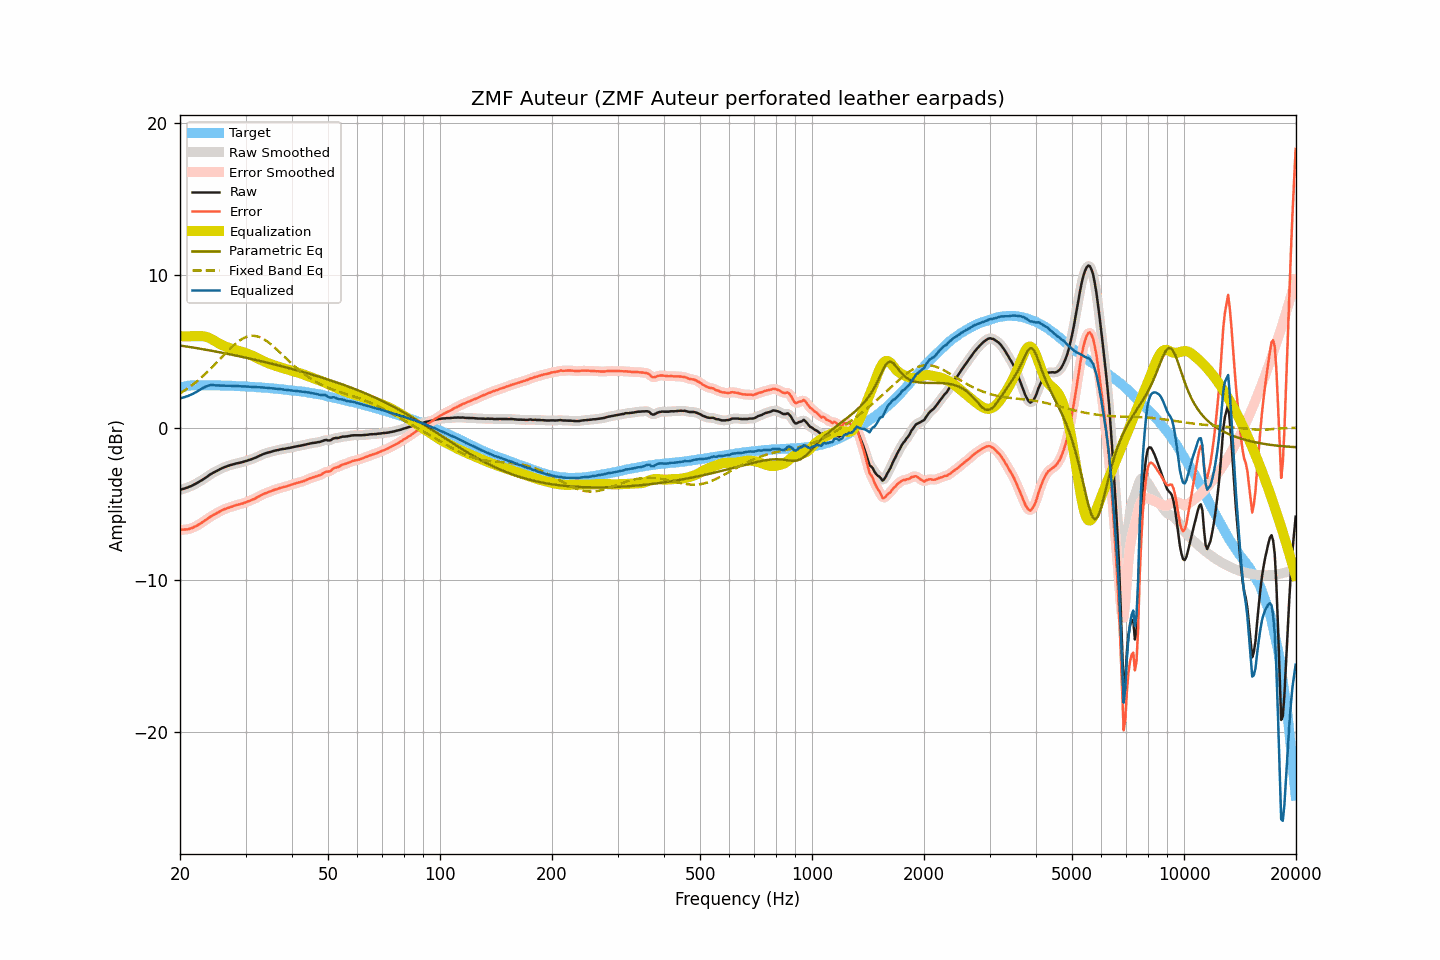 ZMF Auteur (ZMF Auteur perforated leather earpads)
Target
Raw Smoothed
Error Smoothed
Raw
Error
Equalization
Parametric Eq
Fixed Band Eq
Equalized
Amplitude (dBr)
20
10
0
−10
−20
20
50
100
200
500
1000
2000
5000
10000
20000
Frequency (Hz)